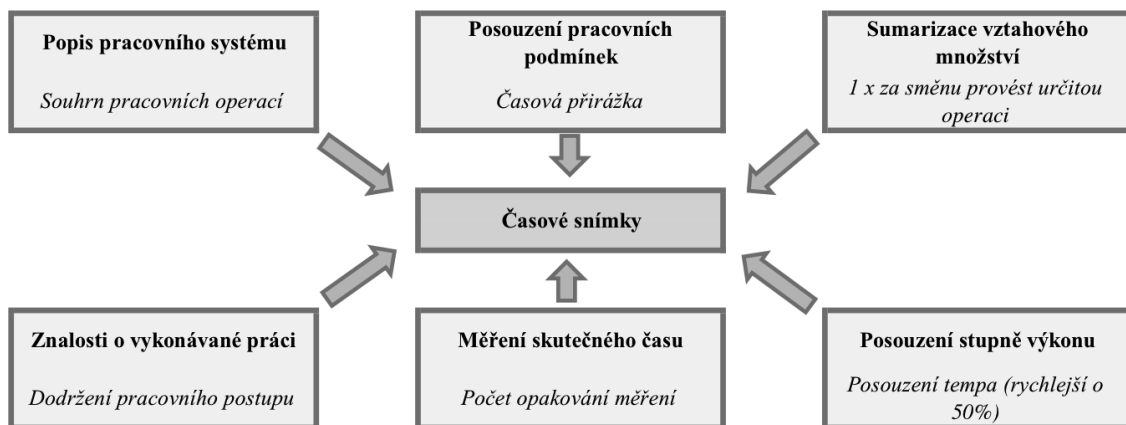 Popis pracovního systému
Souhrn pracovních operací
Posouzení pracovních
podmínek
Časová přirážka
Sumarizace vztahového
množství
1 x za směnu provést určitou
operaci
Časové snímky
Znalosti o vykonávané práci
Dodržení pracovního postupu
Měření skutečného času
Počet opakování měření
Posouzení stupně výkonu
Posouzení tempa (rychlejší o
50%)